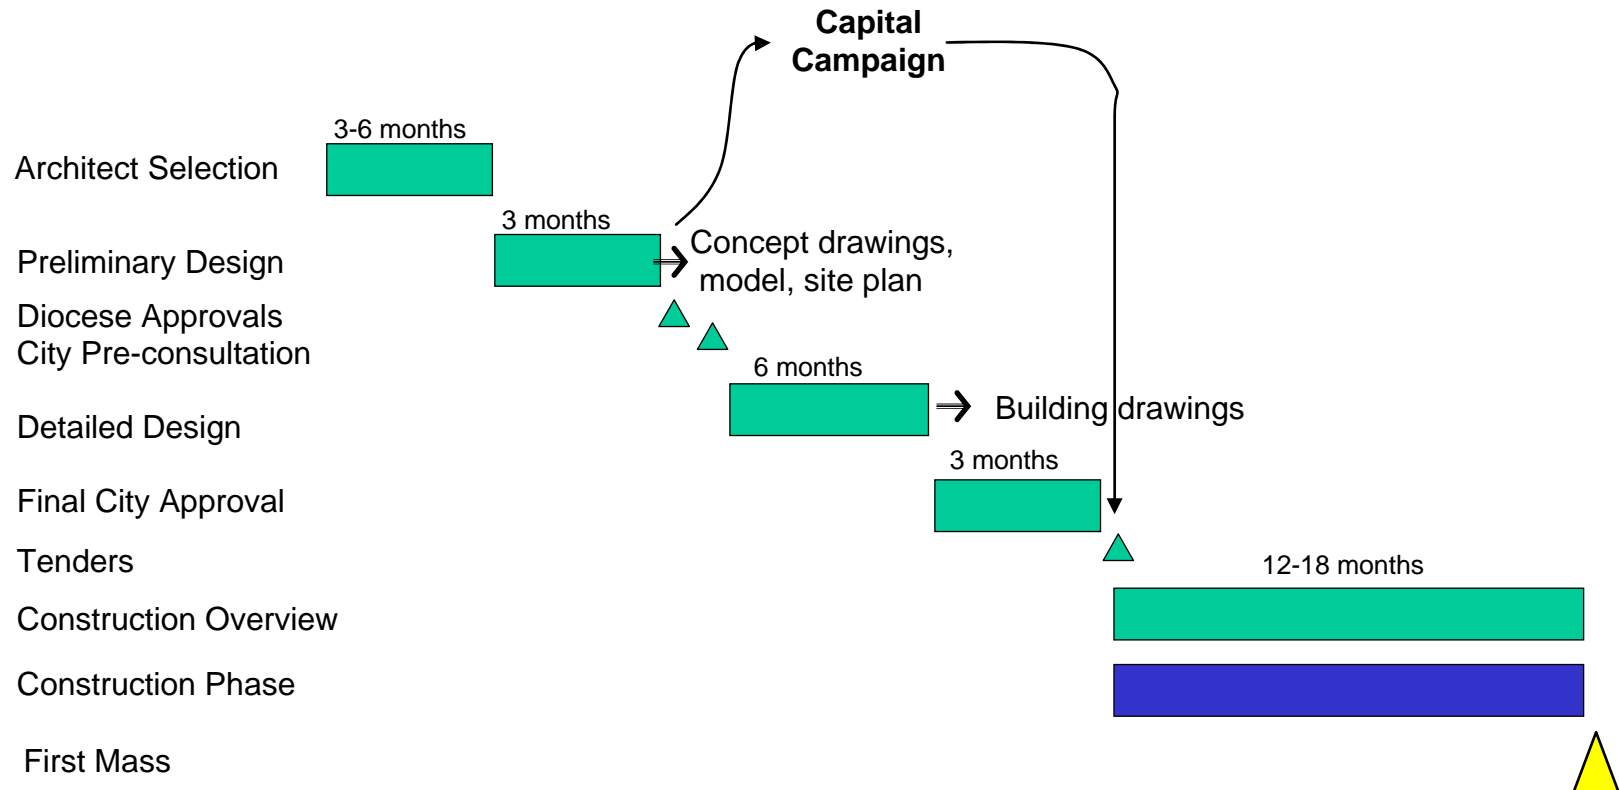 Capital
Campaign
3-6 months
Architect Selection
3 months
Preliminary Design
Concept drawings,
model, site plan
Diocese Approvals
City Pre-consultation
6 months
Detailed Design
Building drawings
3 months
Final City Approval
Tenders
12-18 months
Construction Overview
Construction Phase
First Mass